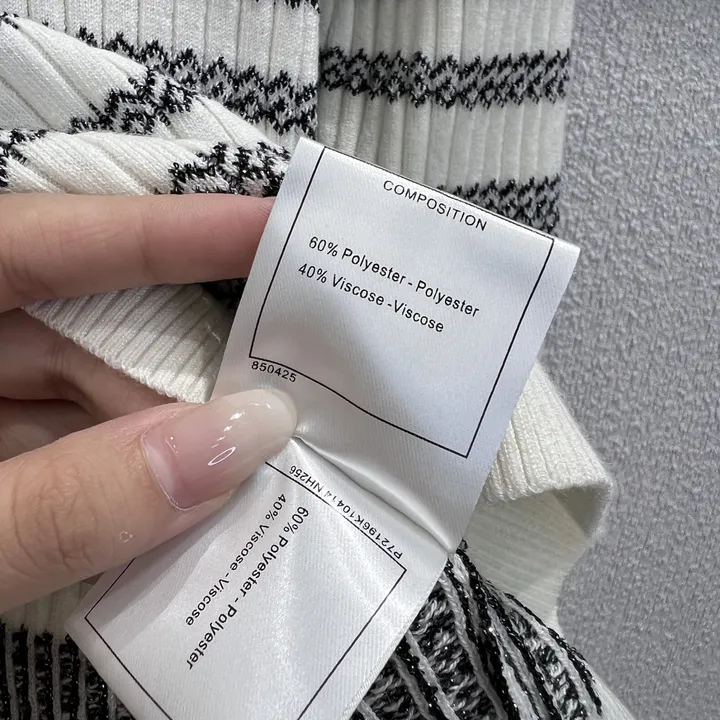 COMPOSITION
60% Polyester - Polyester
40% Viscose -Viscose
850425
P72196K10414 NH256
60% Polyester - Polyester
40% Viscose - Viscose